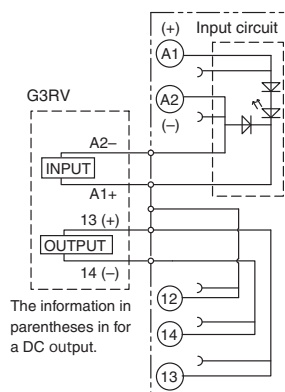 (+)
Input circuit
A1
A2
(–)
G3RV
A2–
INPUT
A1+
13 (+)
OUTPUT
14 (–)
The information in
parentheses in for
a DC output.
12
14
13